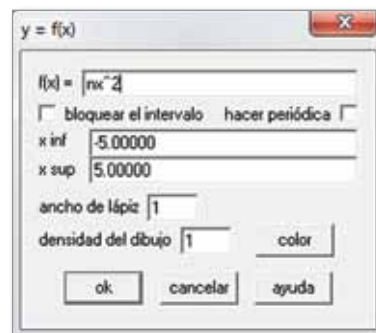 y = f(x)
f(x) = nx^2
bloquear el intervalo hacer periódica
x inf -5.00000
x sup 5.00000
ancho de lápiz 1
densidad del dibujo 1 color
ok cancelar ayuda